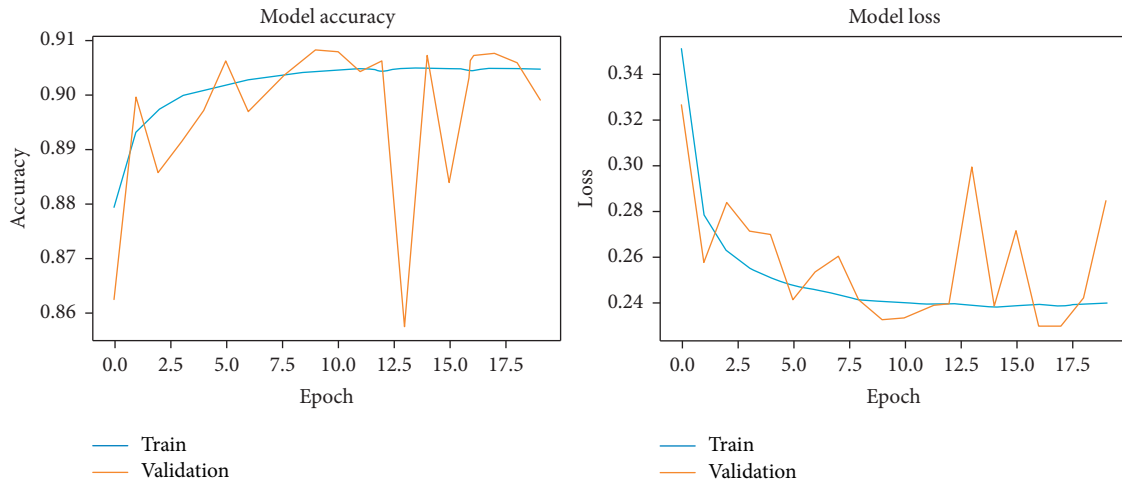 Model accuracy
0.91
0.90
0.89
0.88
0.87
0.86
Accuracy
0.0 2.5 5.0 7.5 10.0 12.5 15.0 17.5
Epoch
Train
Validation
Model loss
0.34
0.32
0.30
0.28
0.26
0.24
Loss
0.0 2.5 5.0 7.5 10.0 12.5 15.0 17.5
Epoch
Train
Validation